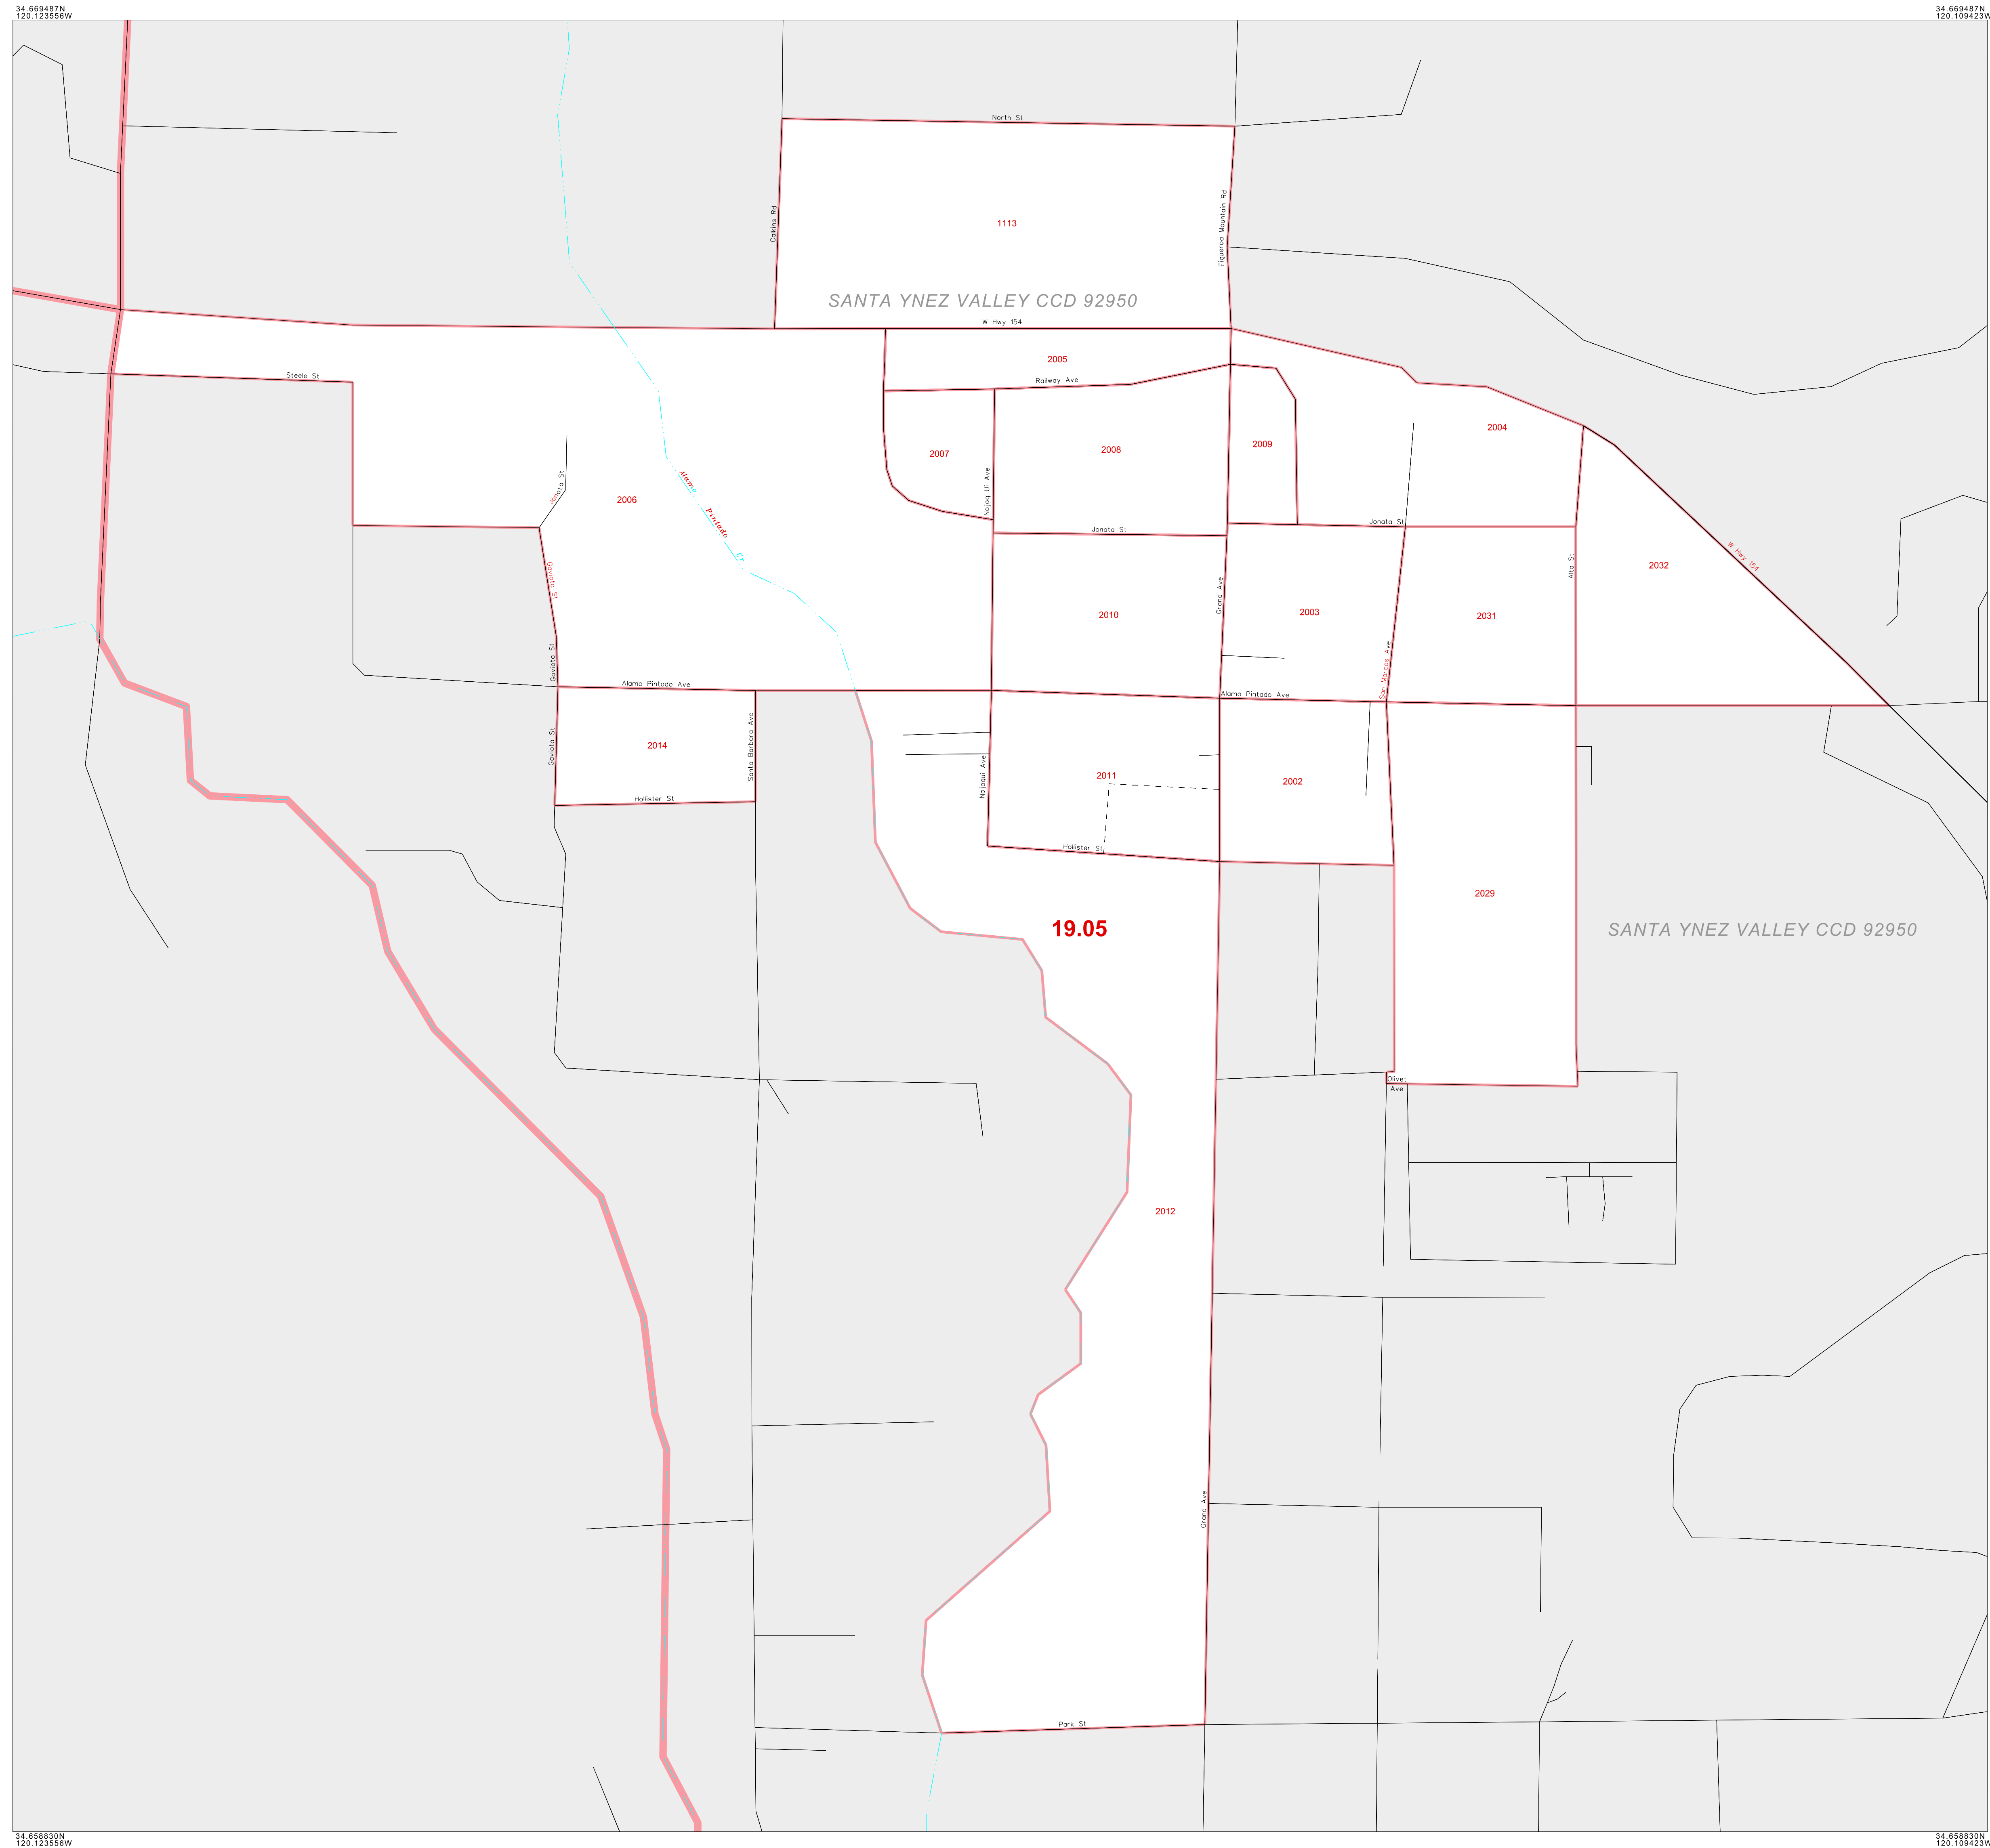 34.669487N
120.123556W
34.669487N
120.109423W
North St
Calkins Rd
Figueroa Mountain Rd
1113
SANTA YNEZ VALLEY CCD 92950
W Hwy 154
2005
Steele St
Railway Ave
2004
2009
2007
2008
Nojoq Ui Ave
Jonata St
2006
Alamo Pintado Cr
Jonata St
Jonata St
W Hwy 154
Alta St
2032
Gaviota St
Grand Ave
2010
2003
2031
Gaviota St
San Marcos Ave
Alamo Pintado Ave
Alamo Pintado Ave
Gaviota St
2014
Santa Barbara Ave
Nojoqui Ave
2011
2002
Hollister St
Hollister St
2029
19.05
SANTA YNEZ VALLEY CCD 92950
Olivet
Ave
2012
Grand Ave
Park St
34.658830N
120.123556W
34.658830N
120.109423W